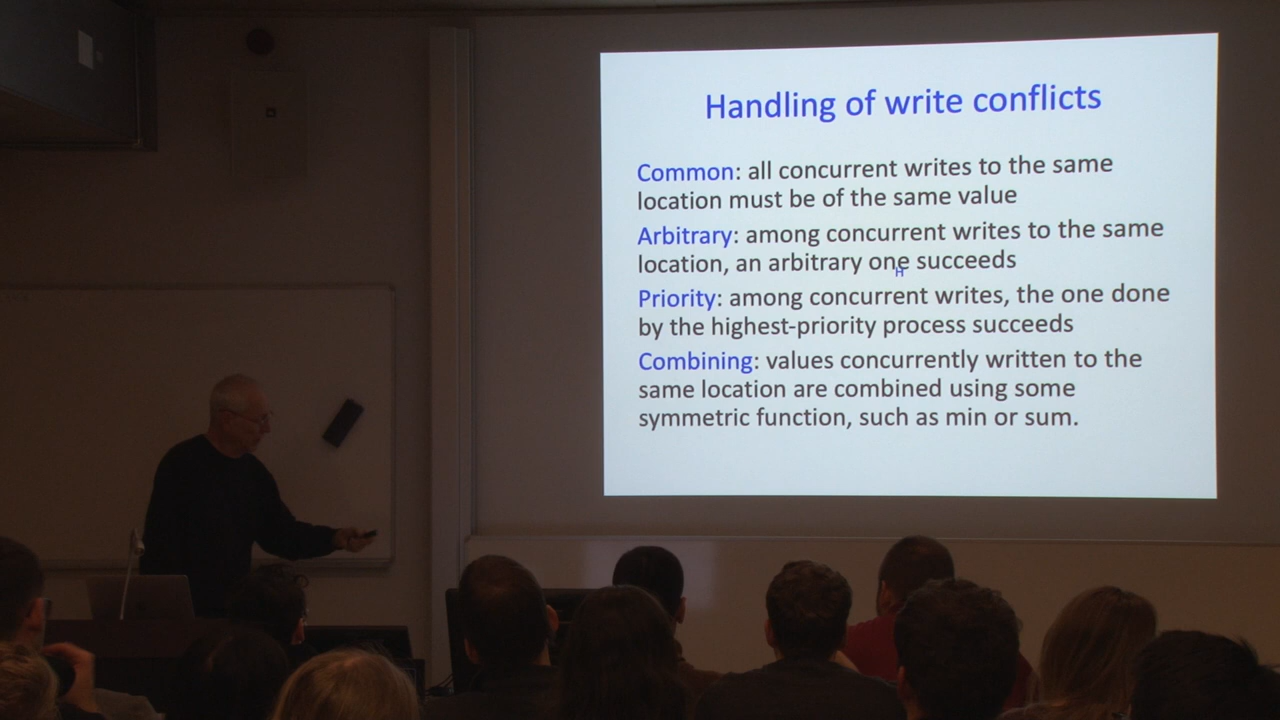 Handling of write conflicts
Common: all concurrent writes to the same
location must be of the same value
Arbitrary: among concurrent writes to the same
location, an arbitrary one succeeds
H
Priority: among concurrent writes, the one done
by the highest-priority process succeeds
Combining: values concurrently written to the
same location are combined using some
symmetric function, such as min or sum.